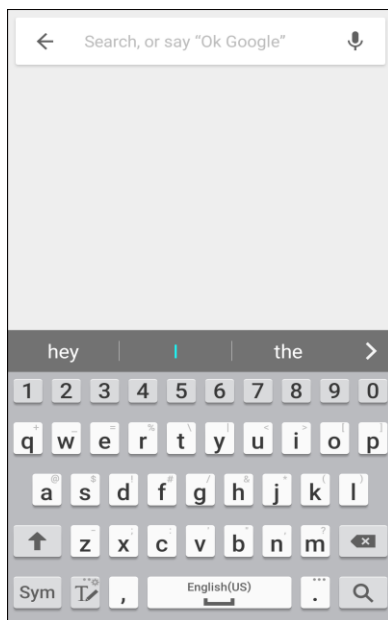 Search, or say “Ok Google”
hey I the
1 2 3 4 5 6 7 8 9 0
q w e r t y u i o p
a s d f g h j k l
z x c v b n m
Sym , English(US) .